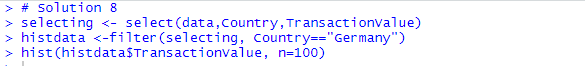 > # Solution 8
> selecting <- select(data,Country,TransactionValue)
> histdata <-filter(selecting, Country=="Germany")
> hist(histdata$TransactionValue, n=100)